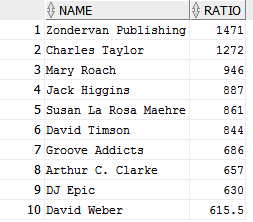 NAME RATIO
1 Zondervan Publishing 1471
2 Charles Taylor 1272
3 Mary Roach 946
4 Jack Higgins 887
5 Susan La Rosa Maehre 861
6 David Timson 844
7 Groove Addicts 686
8 Arthur C. Clarke 657
9 DJ Epic 630
10 David Weber 615.5